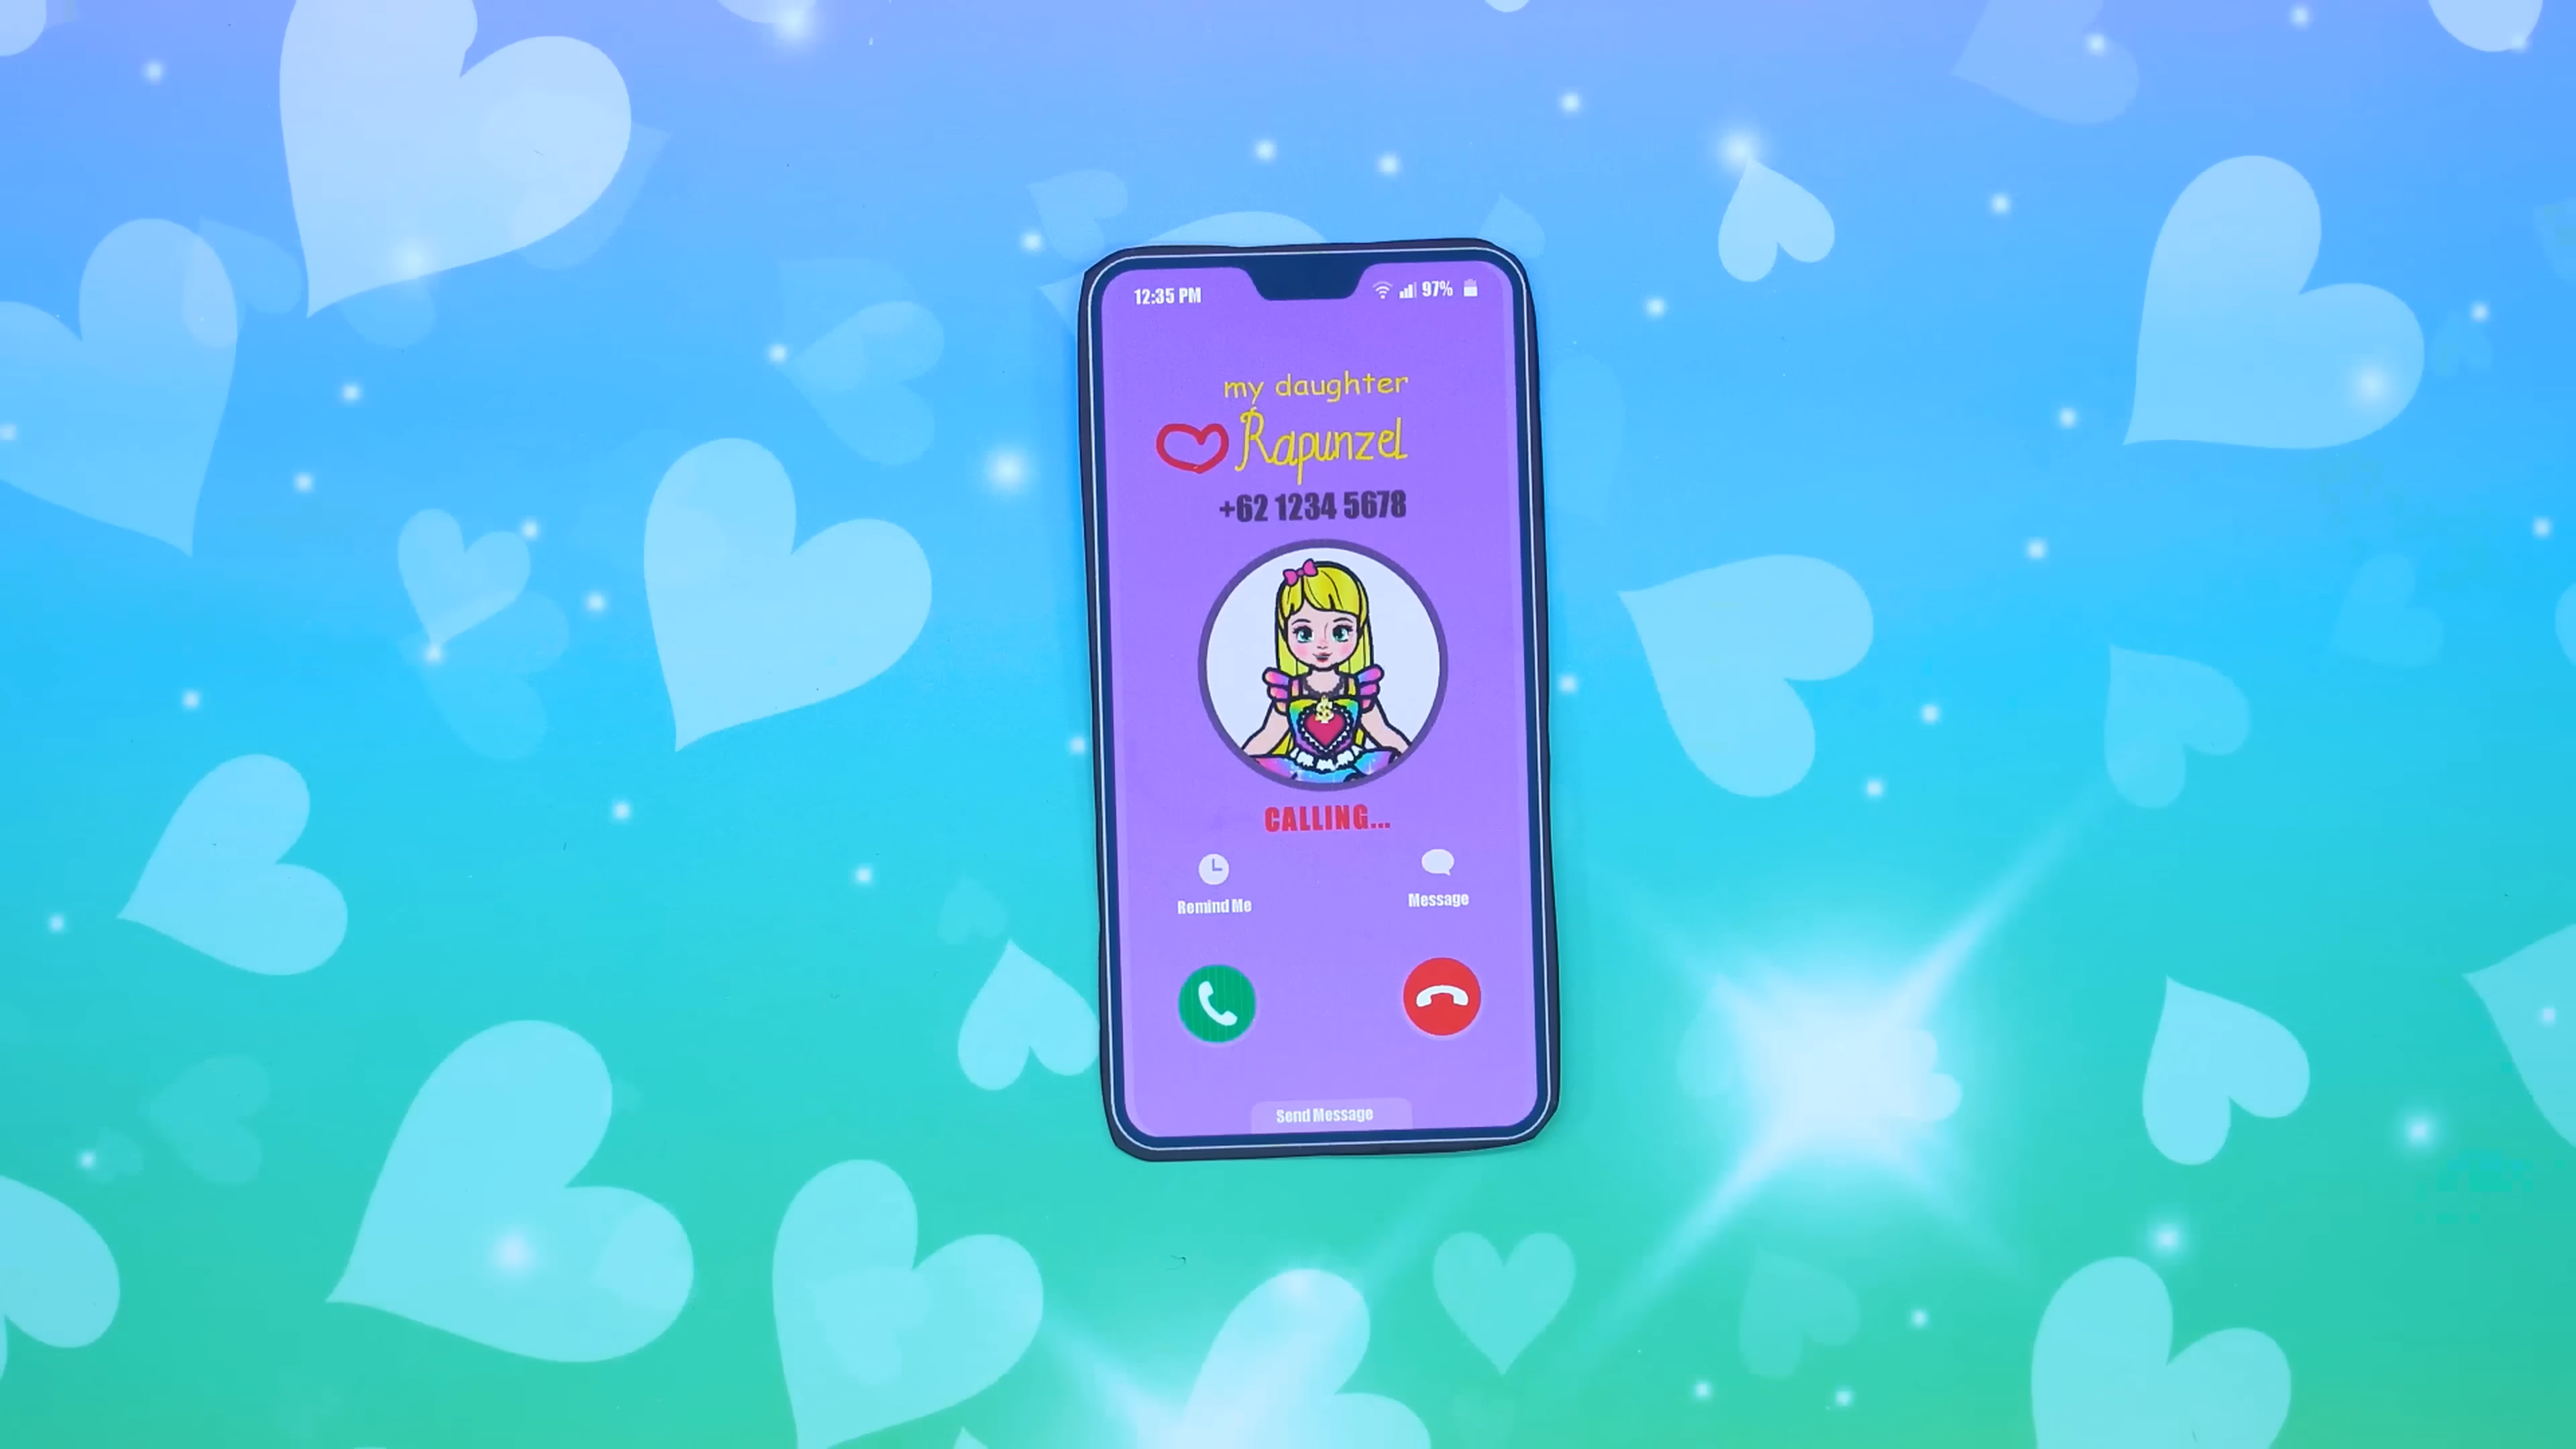 12:35 PM 97%
my daughter
Rapunzel
+62 1234 5678
CALLING...
Remind Me Message
Send Message